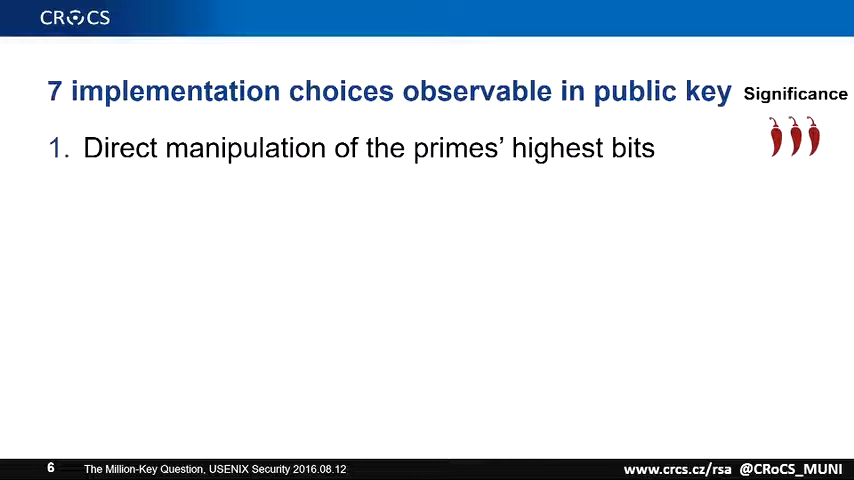 CRCS
7 implementation choices observable in public key
Significance
1. Direct manipulation of the primes’ highest bits
6
The Million-Key Question, USENIX Security 2016.08.12
www.crcs.cz/rsa @CRoCS_MUNI